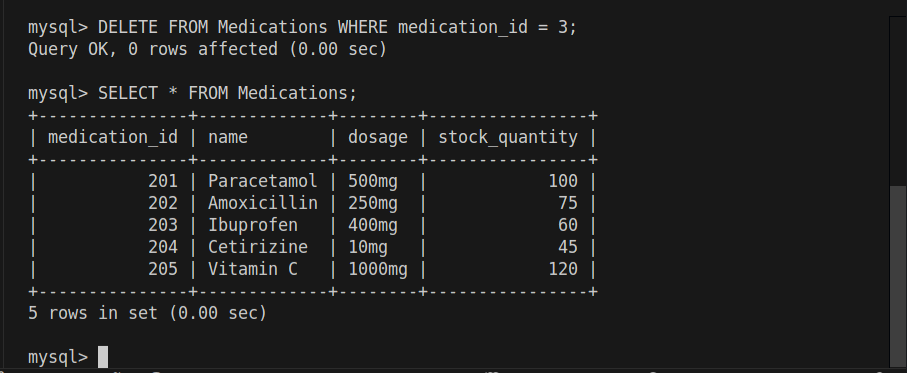 mysql> DELETE FROM Medications WHERE medication_id = 3;
Query OK, 0 rows affected (0.00 sec)
mysql> SELECT * FROM Medications;
+---------------+-------------+--------+----------------+
| medication_id | name        | dosage | stock_quantity |
+---------------+-------------+--------+----------------+
|           201 | Paracetamol | 500mg  |            100 |
|           202 | Amoxicillin | 250mg  |             75 |
|           203 | Ibuprofen   | 400mg  |             60 |
|           204 | Cetirizine  | 10mg   |             45 |
|           205 | Vitamin C   | 1000mg |            120 |
+---------------+-------------+--------+----------------+
5 rows in set (0.00 sec)
mysql>